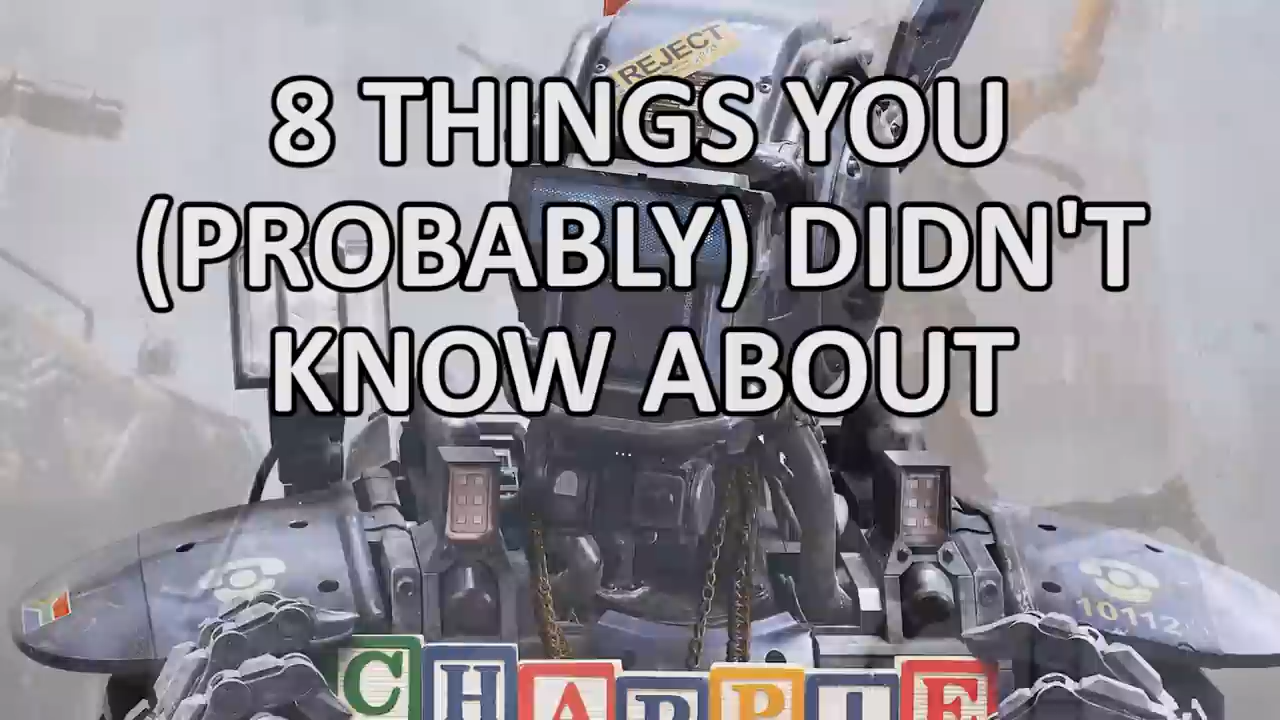 REJECT
8 THINGS YOU
(PROBABLY) DIDN'T
KNOW ABOUT
10112
CHAPPIE